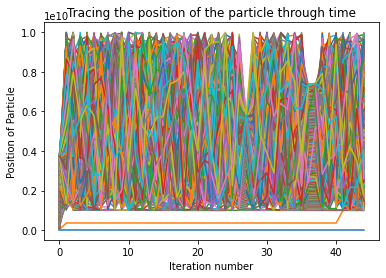 Tracing the position of the particle through time
1e10
1.0
0.8
0.6
0.4
0.2
0.0
Position of Particle
0
10
20
30
40
Iteration number